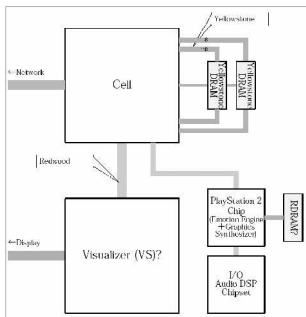 Yellowstone
Cell
Yellowstone
DRAM
Yellowstone
DRAM
←Network
Redwood
PlayStation 2
Chip
(Emotion Engine
+Graphics
Synthesizer)
RDRAM?
←Display
Visualizer (VS)?
I/O
Audio DSP
Chipset